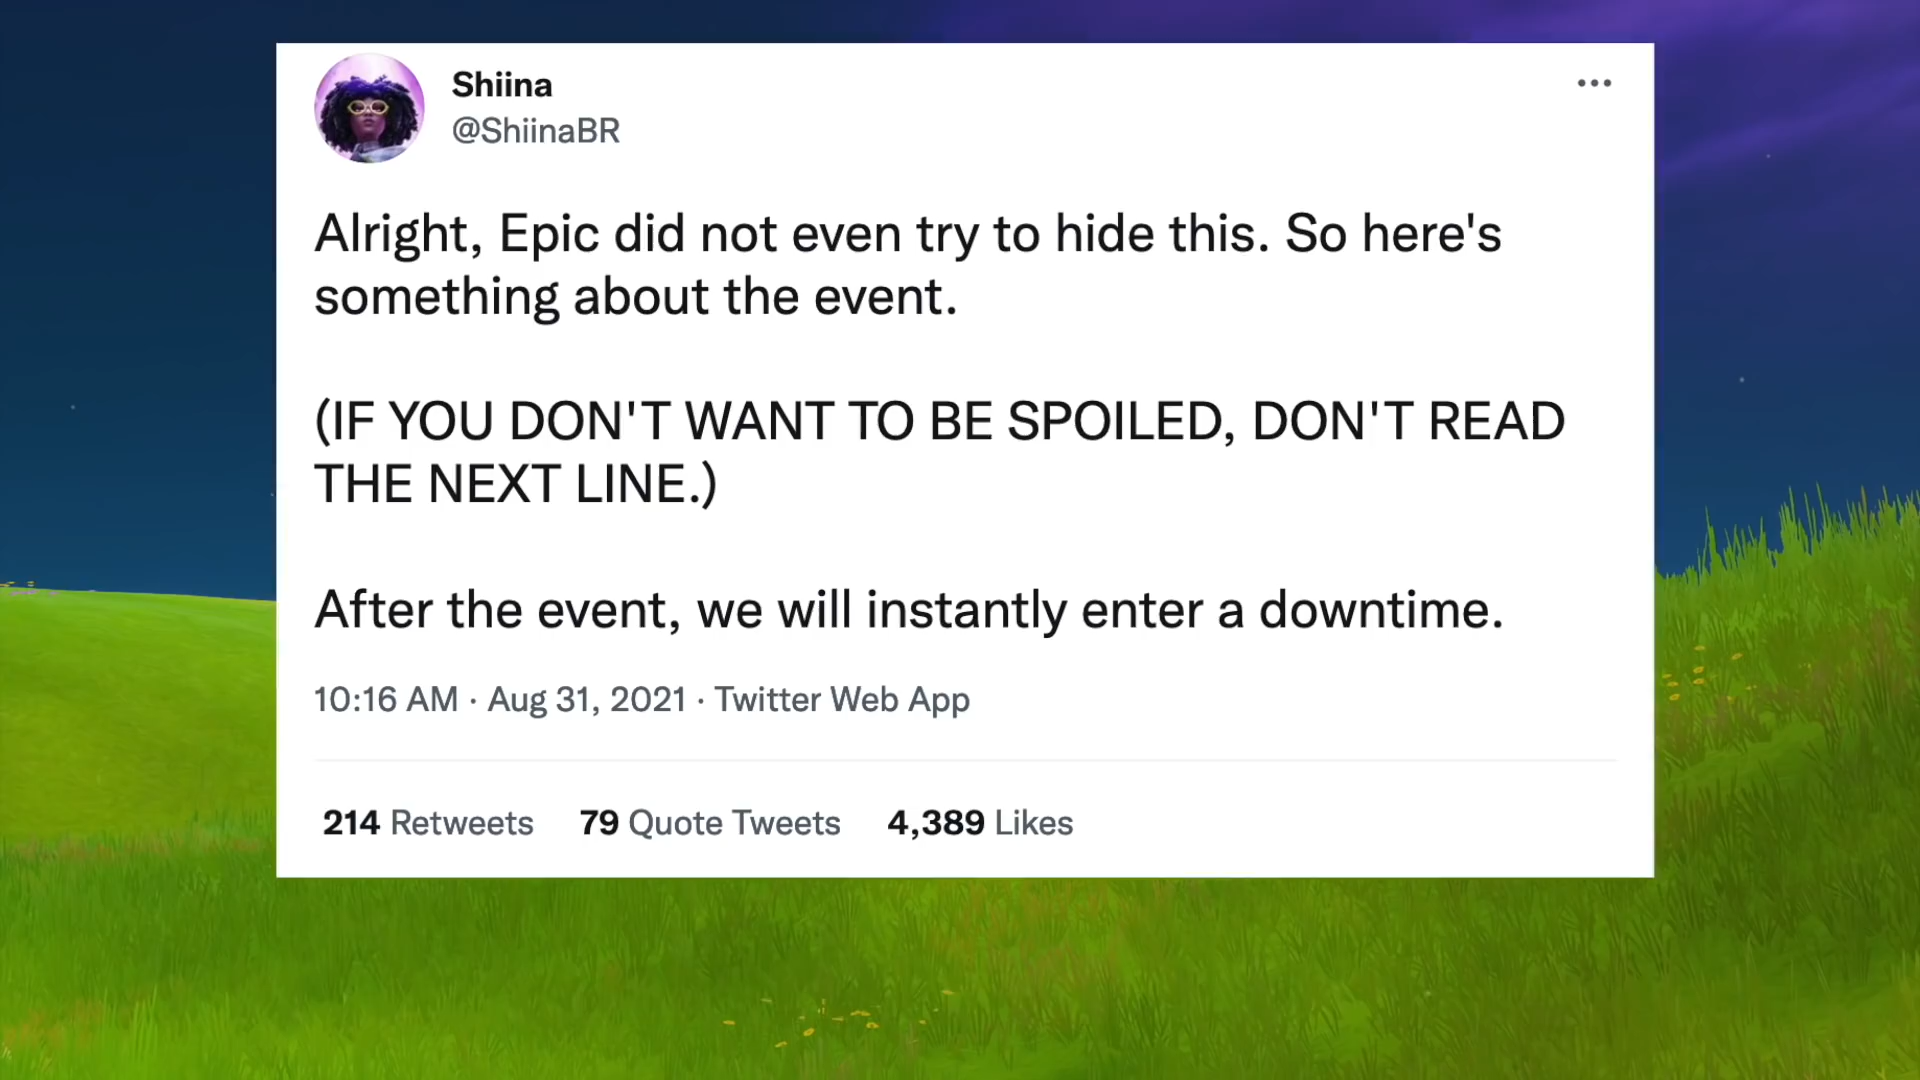 Shiina
@ShiinaBR
Alright, Epic did not even try to hide this. So here's
something about the event.
(IF YOU DON'T WANT TO BE SPOILED, DON'T READ
THE NEXT LINE.)
After the event, we will instantly enter a downtime.
10:16 AM · Aug 31, 2021 · Twitter Web App
214 Retweets 79 Quote Tweets 4,389 Likes